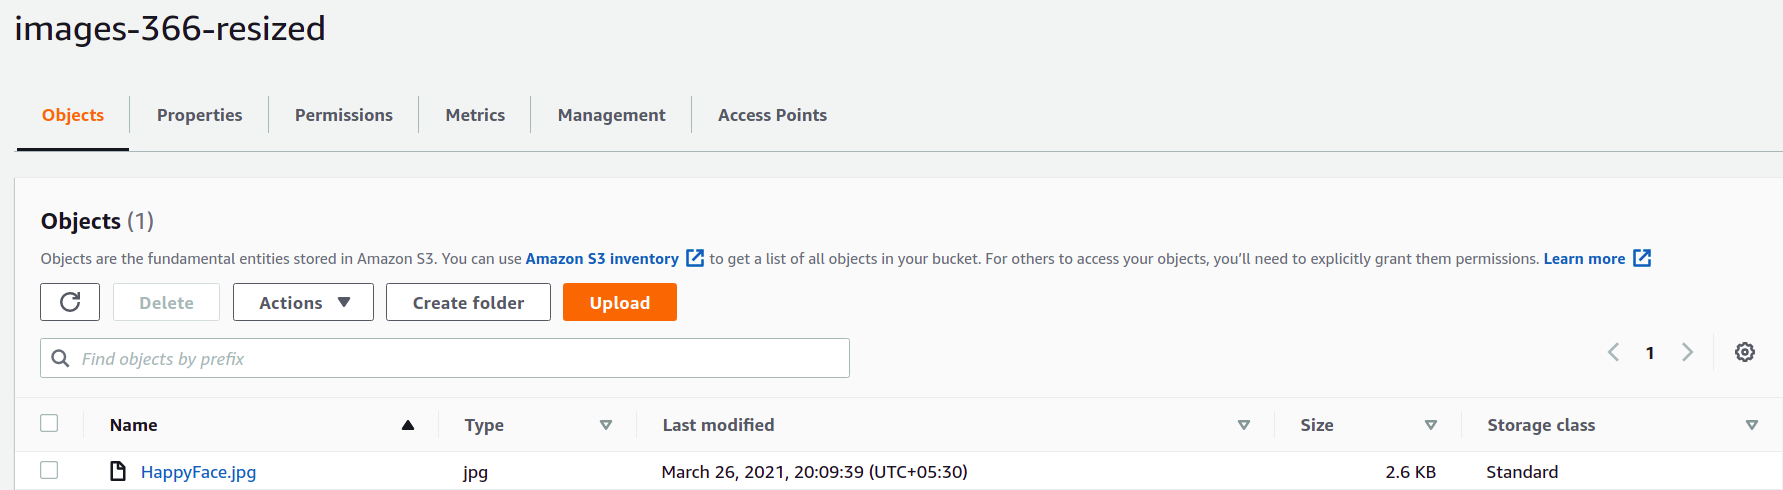 images-366-resized
Objects Properties Permissions Metrics Management Access Points
Objects (1)
Objects are the fundamental entities stored in Amazon S3. You can use Amazon S3 inventory to get a list of all objects in your bucket. For others to access your objects, you'll need to explicitly grant them permissions. Learn more
Delete Actions Create folder Upload
Find objects by prefix 1
Name Type Last modified Size Storage class
HappyFace.jpg jpg March 26, 2021, 20:09:39 (UTC+05:30) 2.6 KB Standard